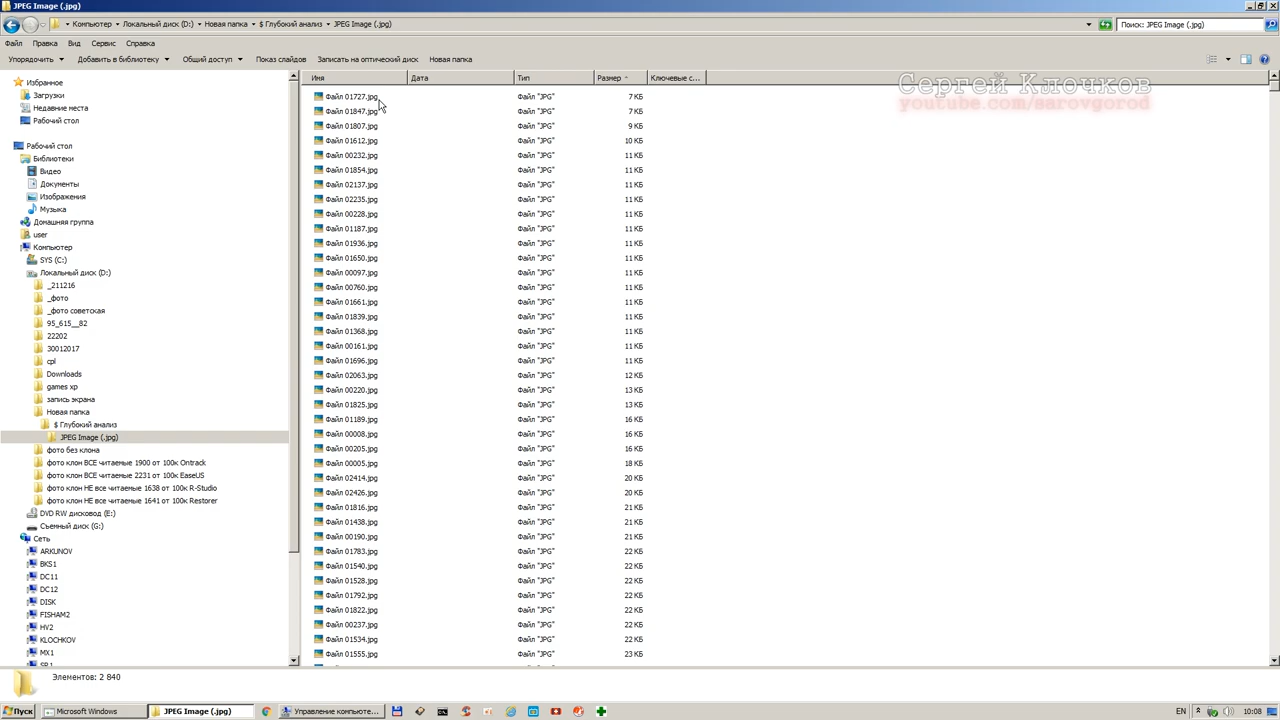 JPEG Image (.jpg)
Компьютер Локальный диск (D:) Новая папка $ Глубокий анализ JPEG Image (.jpg)
Поиск: JPEG Image (.jpg)
Файл Правка Вид Сервис Справка
Упорядочить Добавить в библиотеку Общий доступ Показ слайдов Записать на оптический диск Новая папка
Избранное
Загрузки
Недавние места
Рабочий стол
Рабочий стол
Библиотеки
Видео
Документы
Изображения
Музыка
Домашняя группа
user
Компьютер
SYS (C:)
Локальный диск (D:)
_211216
_фото
_фото советская
95_615__82
22202
30012017
cpl
Downloads
games xp
запись экрана
Новая папка
$ Глубокий анализ
JPEG Image (.jpg)
фото без клона
фото клон ВСЕ читаемые 1900 от 100к Ontrack
фото клон ВСЕ читаемые 2231 от 100к EaseUS
фото клон НЕ все читаемые 1638 от 100к R-Studio
фото клон НЕ все читаемые 1641 от 100к Restorer
DVD RW дисковод (E:)
Съемный диск (G:)
Сеть
ARKUNOV
BKS1
DC11
DC12
DISK
FISHAM2
HV2
KLOCHKOV
MX1
Имя Дата Тип Размер Ключевые с...
Файл 01727.jpg Файл "JPG" 7 КБ
Файл 01847.jpg Файл "JPG" 7 КБ
Файл 01807.jpg Файл "JPG" 9 КБ
Файл 01612.jpg Файл "JPG" 10 КБ
Файл 00232.jpg Файл "JPG" 11 КБ
Файл 01854.jpg Файл "JPG" 11 КБ
Файл 02137.jpg Файл "JPG" 11 КБ
Файл 02235.jpg Файл "JPG" 11 КБ
Файл 00228.jpg Файл "JPG" 11 КБ
Файл 01187.jpg Файл "JPG" 11 КБ
Файл 01936.jpg Файл "JPG" 11 КБ
Файл 01650.jpg Файл "JPG" 11 КБ
Файл 00097.jpg Файл "JPG" 11 КБ
Файл 00760.jpg Файл "JPG" 11 КБ
Файл 01661.jpg Файл "JPG" 11 КБ
Файл 01839.jpg Файл "JPG" 11 КБ
Файл 01368.jpg Файл "JPG" 11 КБ
Файл 00161.jpg Файл "JPG" 11 КБ
Файл 01696.jpg Файл "JPG" 11 КБ
Файл 02063.jpg Файл "JPG" 12 КБ
Файл 00220.jpg Файл "JPG" 13 КБ
Файл 01825.jpg Файл "JPG" 13 КБ
Файл 01189.jpg Файл "JPG" 16 КБ
Файл 00008.jpg Файл "JPG" 16 КБ
Файл 00205.jpg Файл "JPG" 16 КБ
Файл 00005.jpg Файл "JPG" 18 КБ
Файл 02414.jpg Файл "JPG" 20 КБ
Файл 02426.jpg Файл "JPG" 20 КБ
Файл 01816.jpg Файл "JPG" 21 КБ
Файл 01438.jpg Файл "JPG" 21 КБ
Файл 00190.jpg Файл "JPG" 21 КБ
Файл 01783.jpg Файл "JPG" 22 КБ
Файл 01540.jpg Файл "JPG" 22 КБ
Файл 01528.jpg Файл "JPG" 22 КБ
Файл 01792.jpg Файл "JPG" 22 КБ
Файл 01822.jpg Файл "JPG" 22 КБ
Файл 00237.jpg Файл "JPG" 22 КБ
Файл 01534.jpg Файл "JPG" 22 КБ
Файл 01555.jpg Файл "JPG" 23 КБ
Сергей Клочков
youtube.com/sarovgorod
Элементов: 2 840
Пуск Microsoft Windows JPEG Image (.jpg) Управление компьюте... EN 10:08